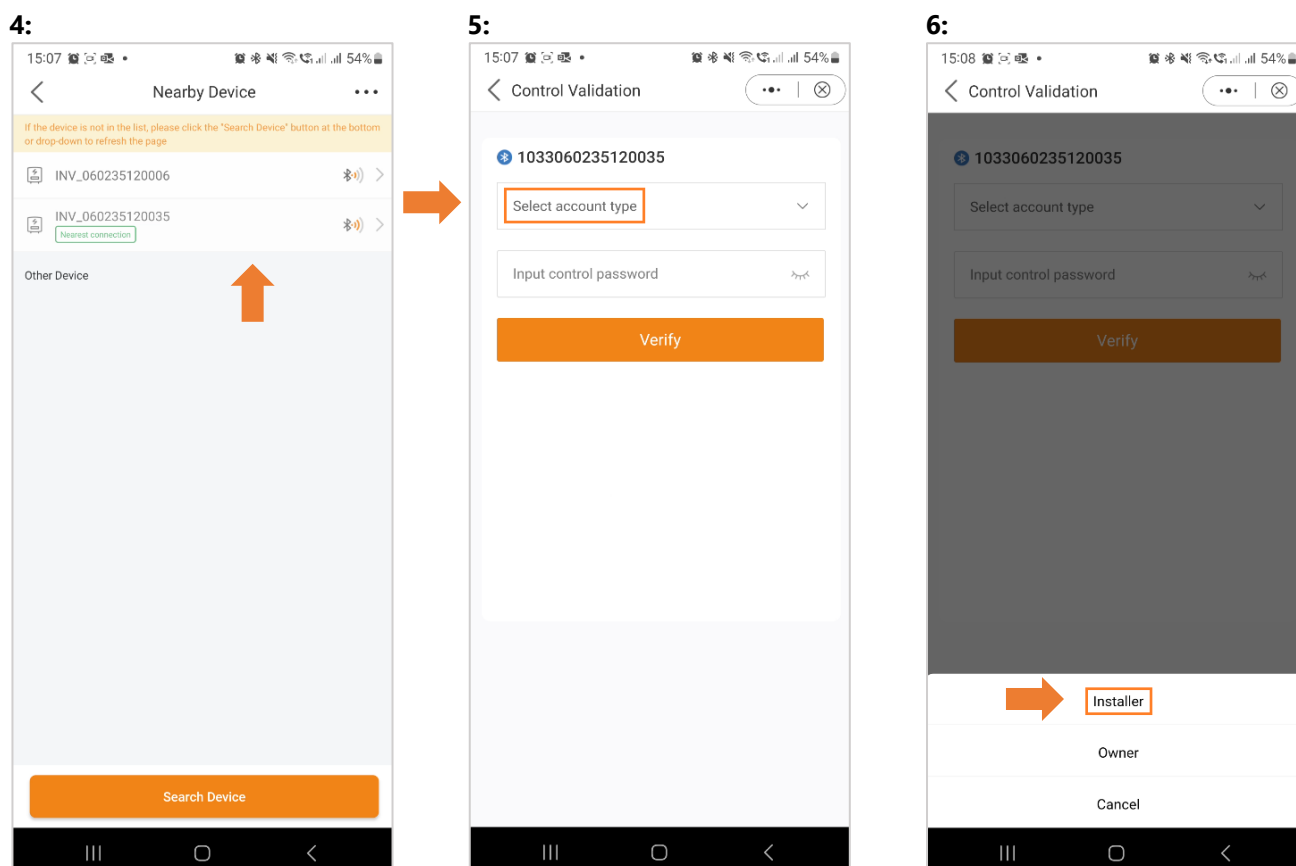 4:
15:07 54%
Nearby Device
If the device is not in the list, please click the "Search Device" button at the bottom
or drop-down to refresh the page
INV_060235120006
INV_060235120035
Nearest connection
Other Device
Search Device
5:
15:07 54%
Control Validation
1033060235120035
Select account type
Input control password
Verify
6:
15:08 54%
Control Validation
1033060235120035
Select account type
Input control password
Verify
Installer
Owner
Cancel